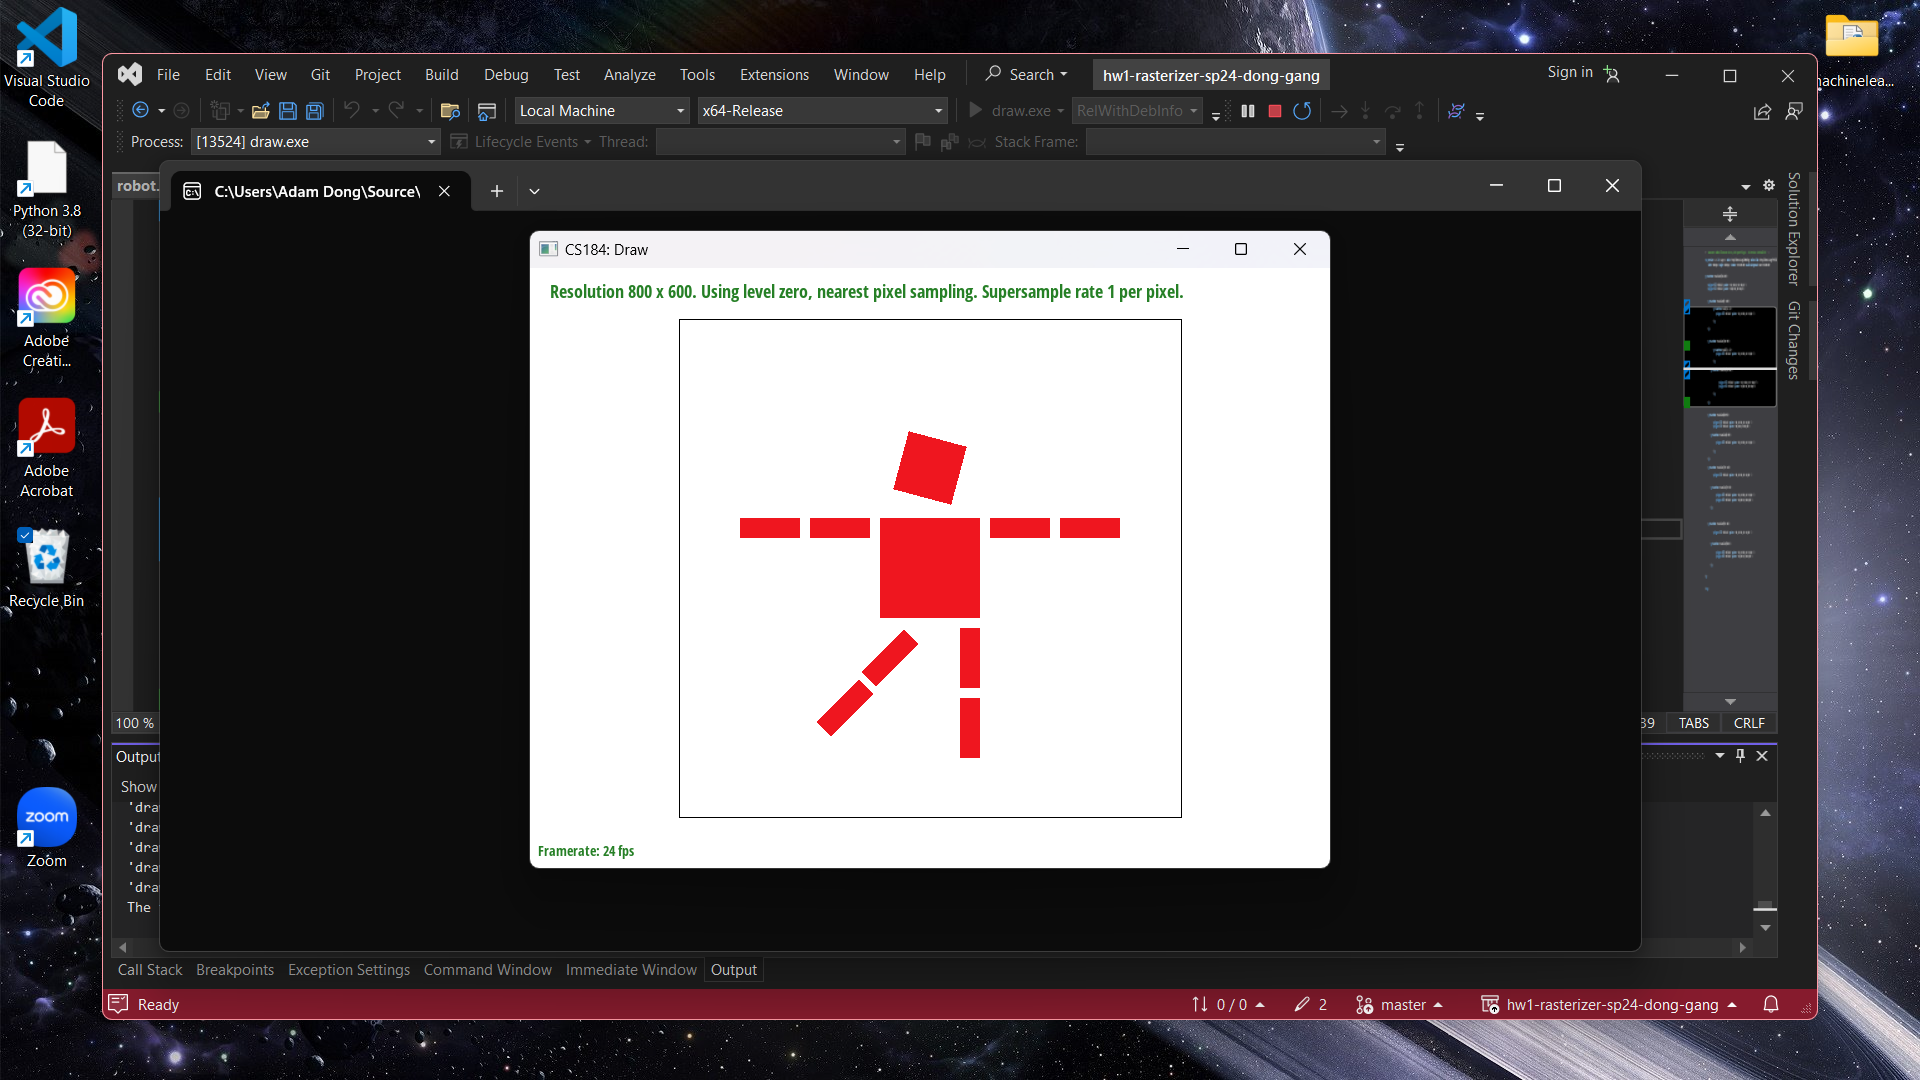 Visual Studio
Code
Python 3.8
(32-bit)
Adobe
Creati...
Adobe
Acrobat
Recycle Bin
zoom
Zoom
File Edit View Git Project Build Debug Test Analyze Tools Extensions Window Help Search hw1-rasterizer-sp24-dong-gang Sign in
Local Machine x64-Release draw.exe RelWithDebInfo
Process: [13524] draw.exe Lifecycle Events Thread: Stack Frame:
robot.
C:\Users\Adam Dong\Source\
CS184: Draw
Resolution 800 x 600. Using level zero, nearest pixel sampling. Supersample rate 1 per pixel.
Framerate: 24 fps
Solution Explorer
Git Changes
100 %
39 TABS CRLF
Output
Show
'dra
'dra
'dra
'dra
'dra
The
Call Stack Breakpoints Exception Settings Command Window Immediate Window Output
Ready 0 / 0 2 master hw1-rasterizer-sp24-dong-gang